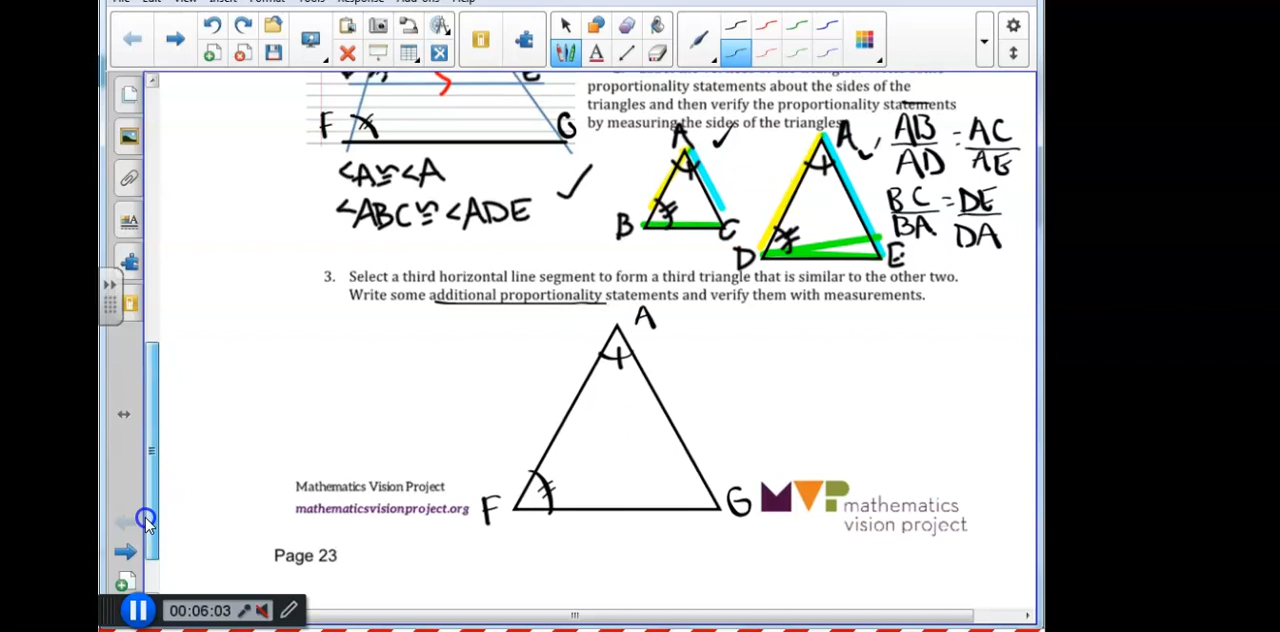 proportionality statements about the sides of the
triangles and then verify the proportionality statements
by measuring the sides of the triangles.
F G
<A≅<A
<ABC≅<ADE
A
B C
A
D E
AB/AD = AC/AE
BC/BA = DE/DA
3. Select a third horizontal line segment to form a third triangle that is similar to the other two.
Write some additional proportionality statements and verify them with measurements.
A
F G
Mathematics Vision Project
mathematicsvisionproject.org
MVP mathematics
vision project
Page 23
00:06:03